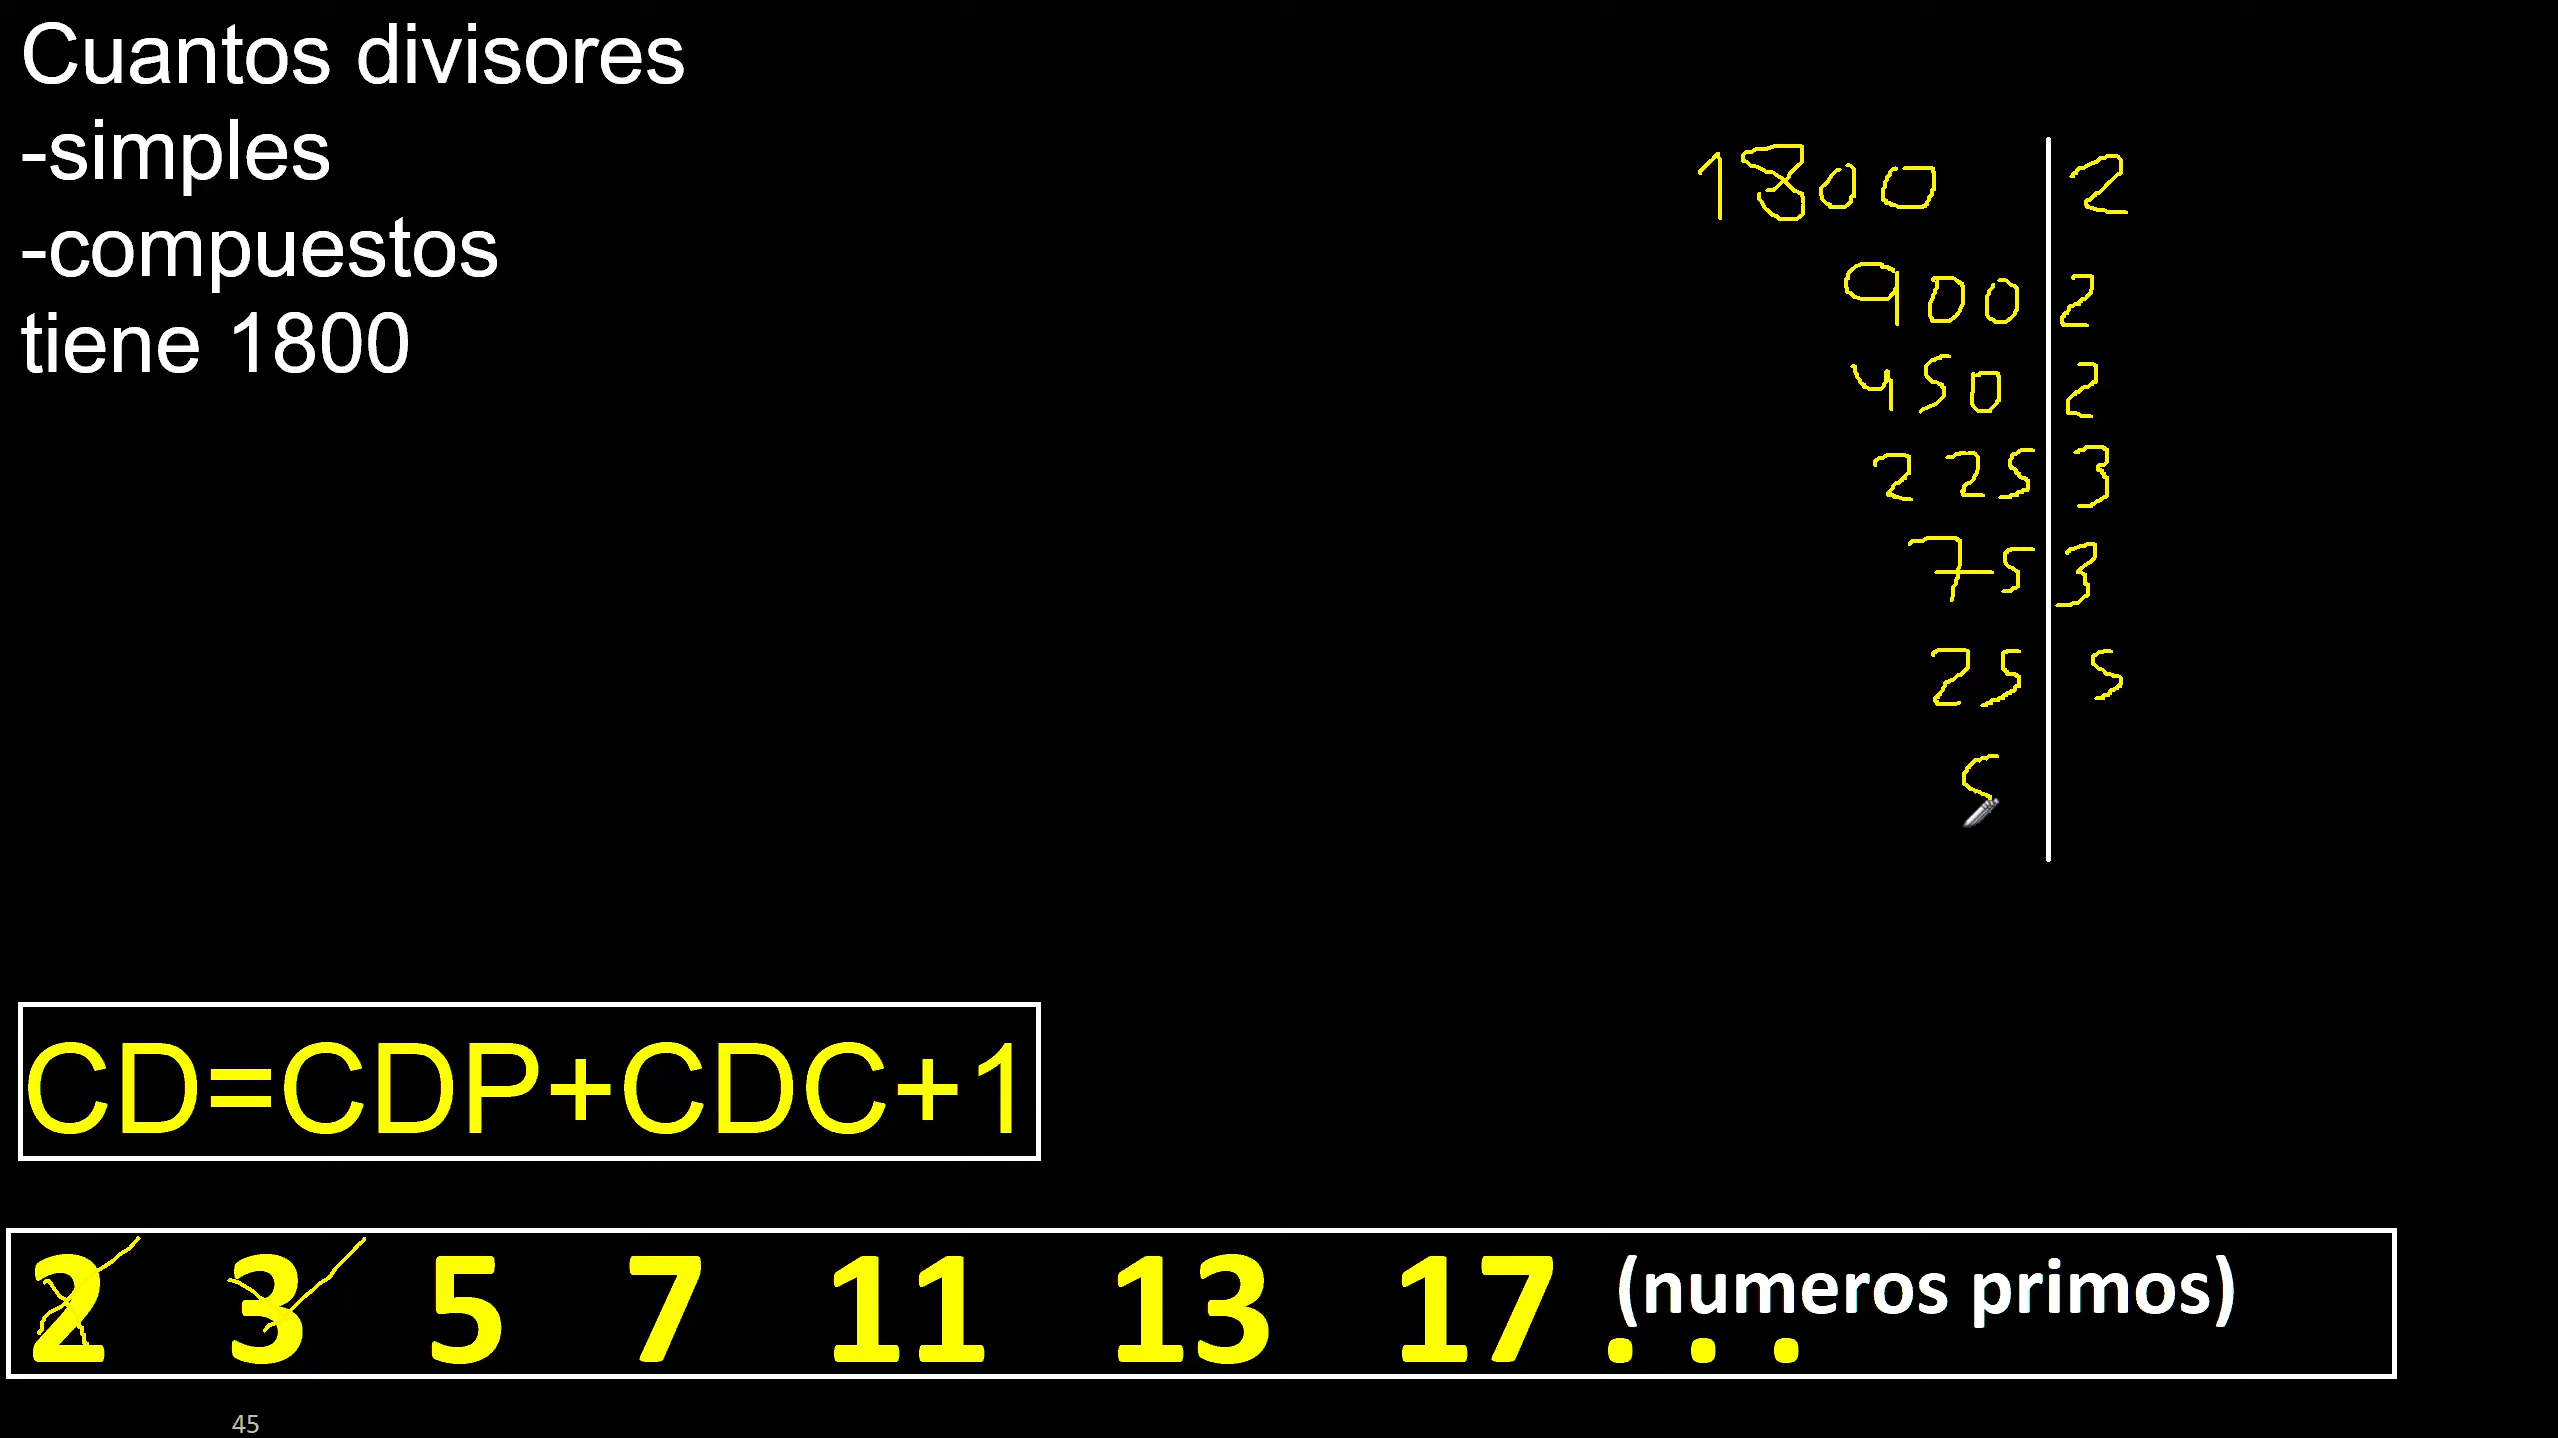 Cuantos divisores
-simples
-compuestos
tiene 1800
1800 2
900 2
450 2
225 3
75 3
25 5
5
CD=CDP+CDC+1
2 3 5 7 11 13 17 . . . (numeros primos)
45